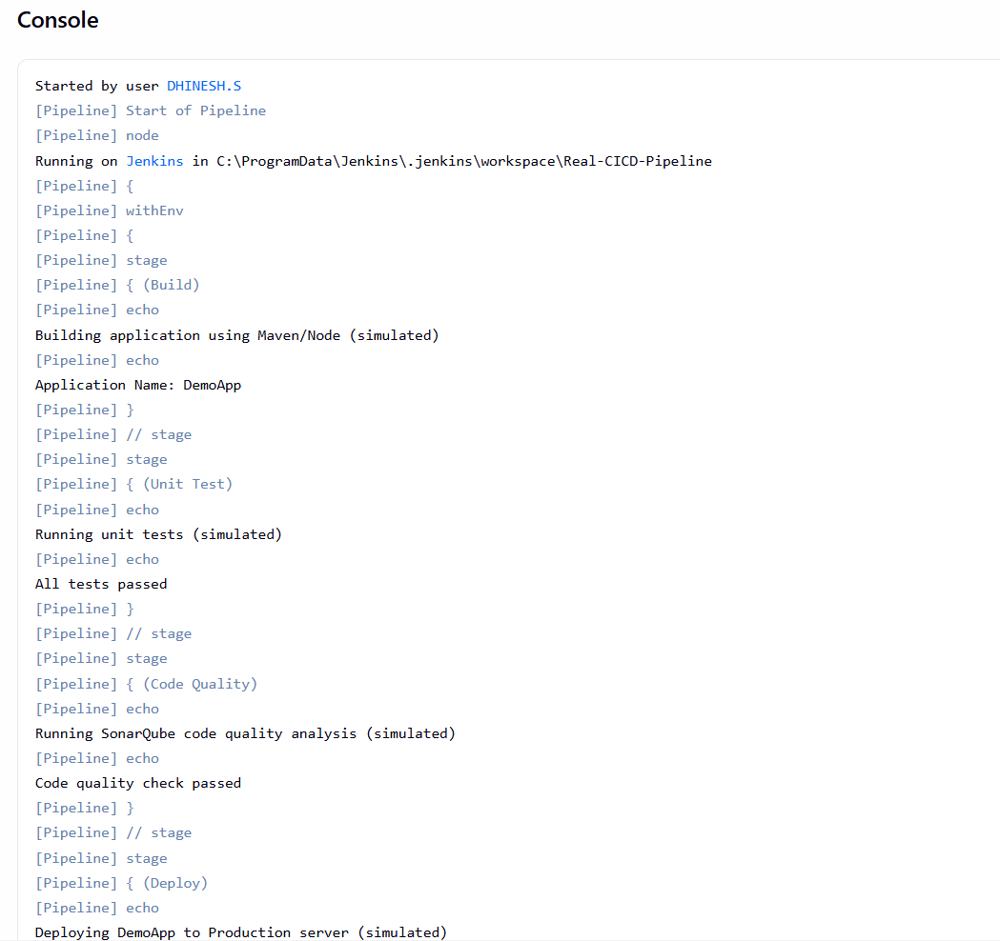 Console
Started by user DHINESH.S
[Pipeline] Start of Pipeline
[Pipeline] node
Running on Jenkins in C:\ProgramData\Jenkins\.jenkins\workspace\Real-CICD-Pipeline
[Pipeline] {
[Pipeline] withEnv
[Pipeline] {
[Pipeline] stage
[Pipeline] { (Build)
[Pipeline] echo
Building application using Maven/Node (simulated)
[Pipeline] echo
Application Name: DemoApp
[Pipeline] }
[Pipeline] // stage
[Pipeline] stage
[Pipeline] { (Unit Test)
[Pipeline] echo
Running unit tests (simulated)
[Pipeline] echo
All tests passed
[Pipeline] }
[Pipeline] // stage
[Pipeline] stage
[Pipeline] { (Code Quality)
[Pipeline] echo
Running SonarQube code quality analysis (simulated)
[Pipeline] echo
Code quality check passed
[Pipeline] }
[Pipeline] // stage
[Pipeline] stage
[Pipeline] { (Deploy)
[Pipeline] echo
Deploying DemoApp to Production server (simulated)